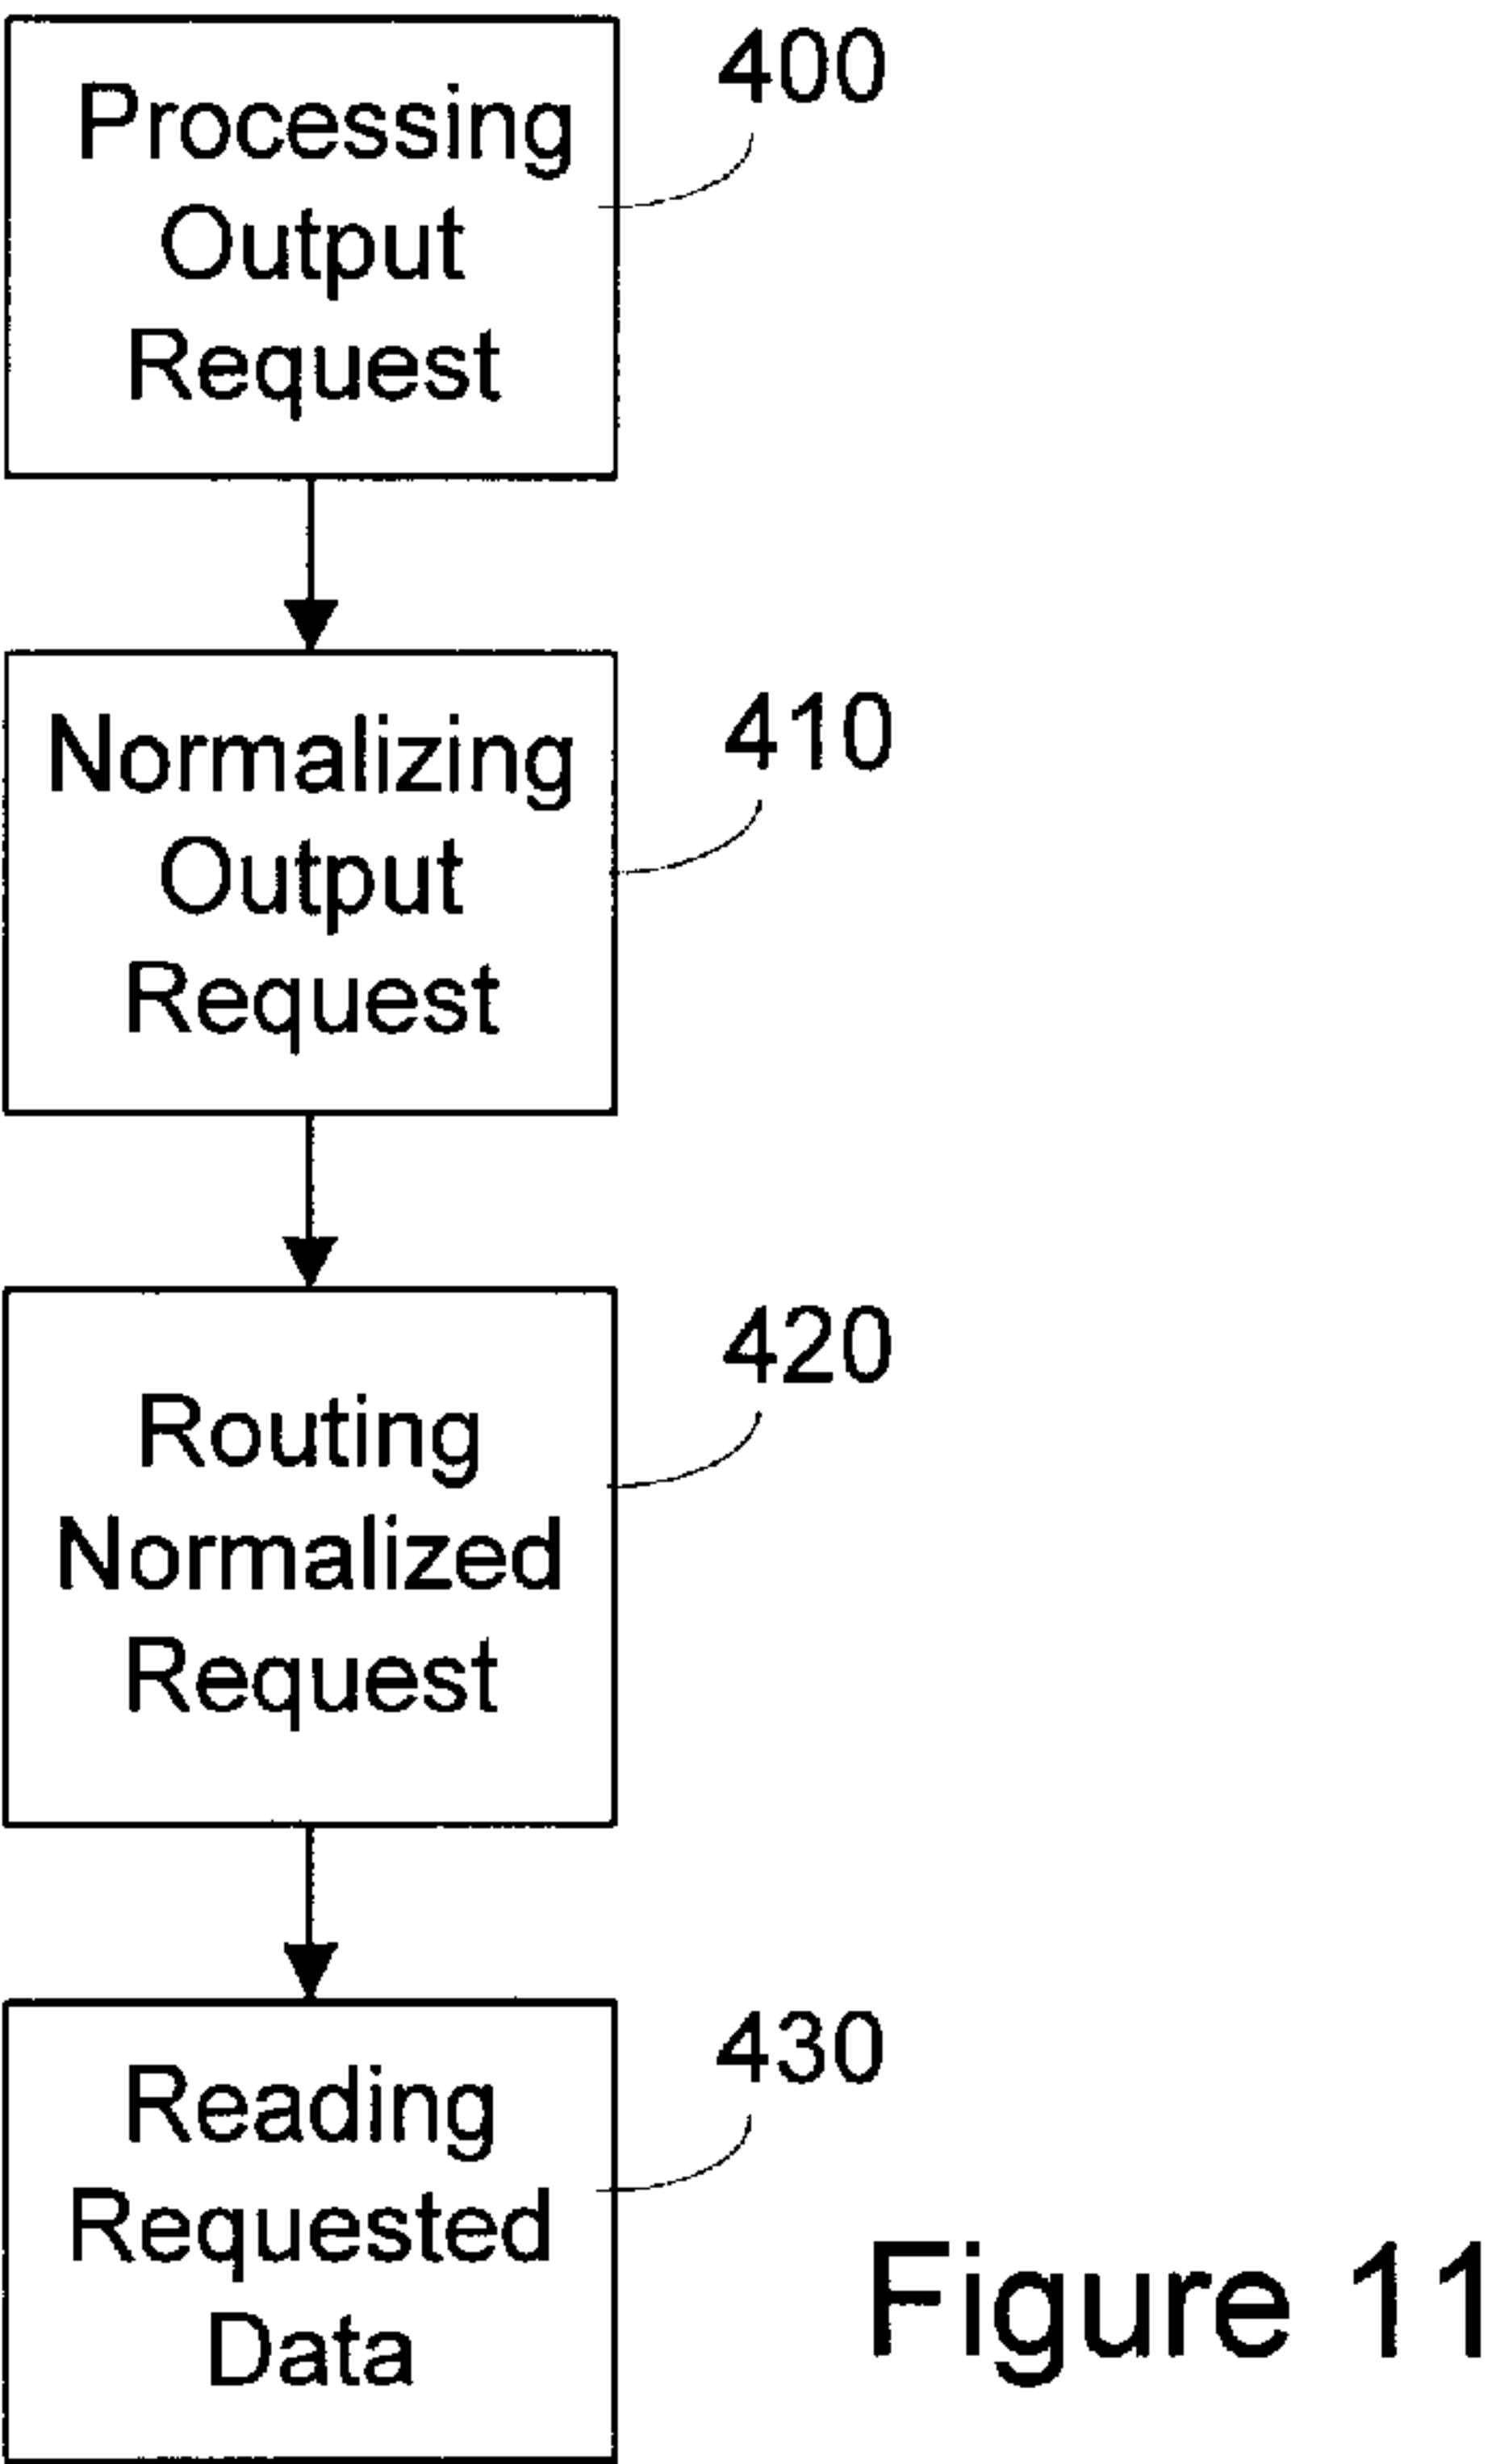 Processing
Output
Request
400
Normalizing
Output
Request
410
Routing
Normalized
Request
420
Reading
Requested
Data
430
Figure 11